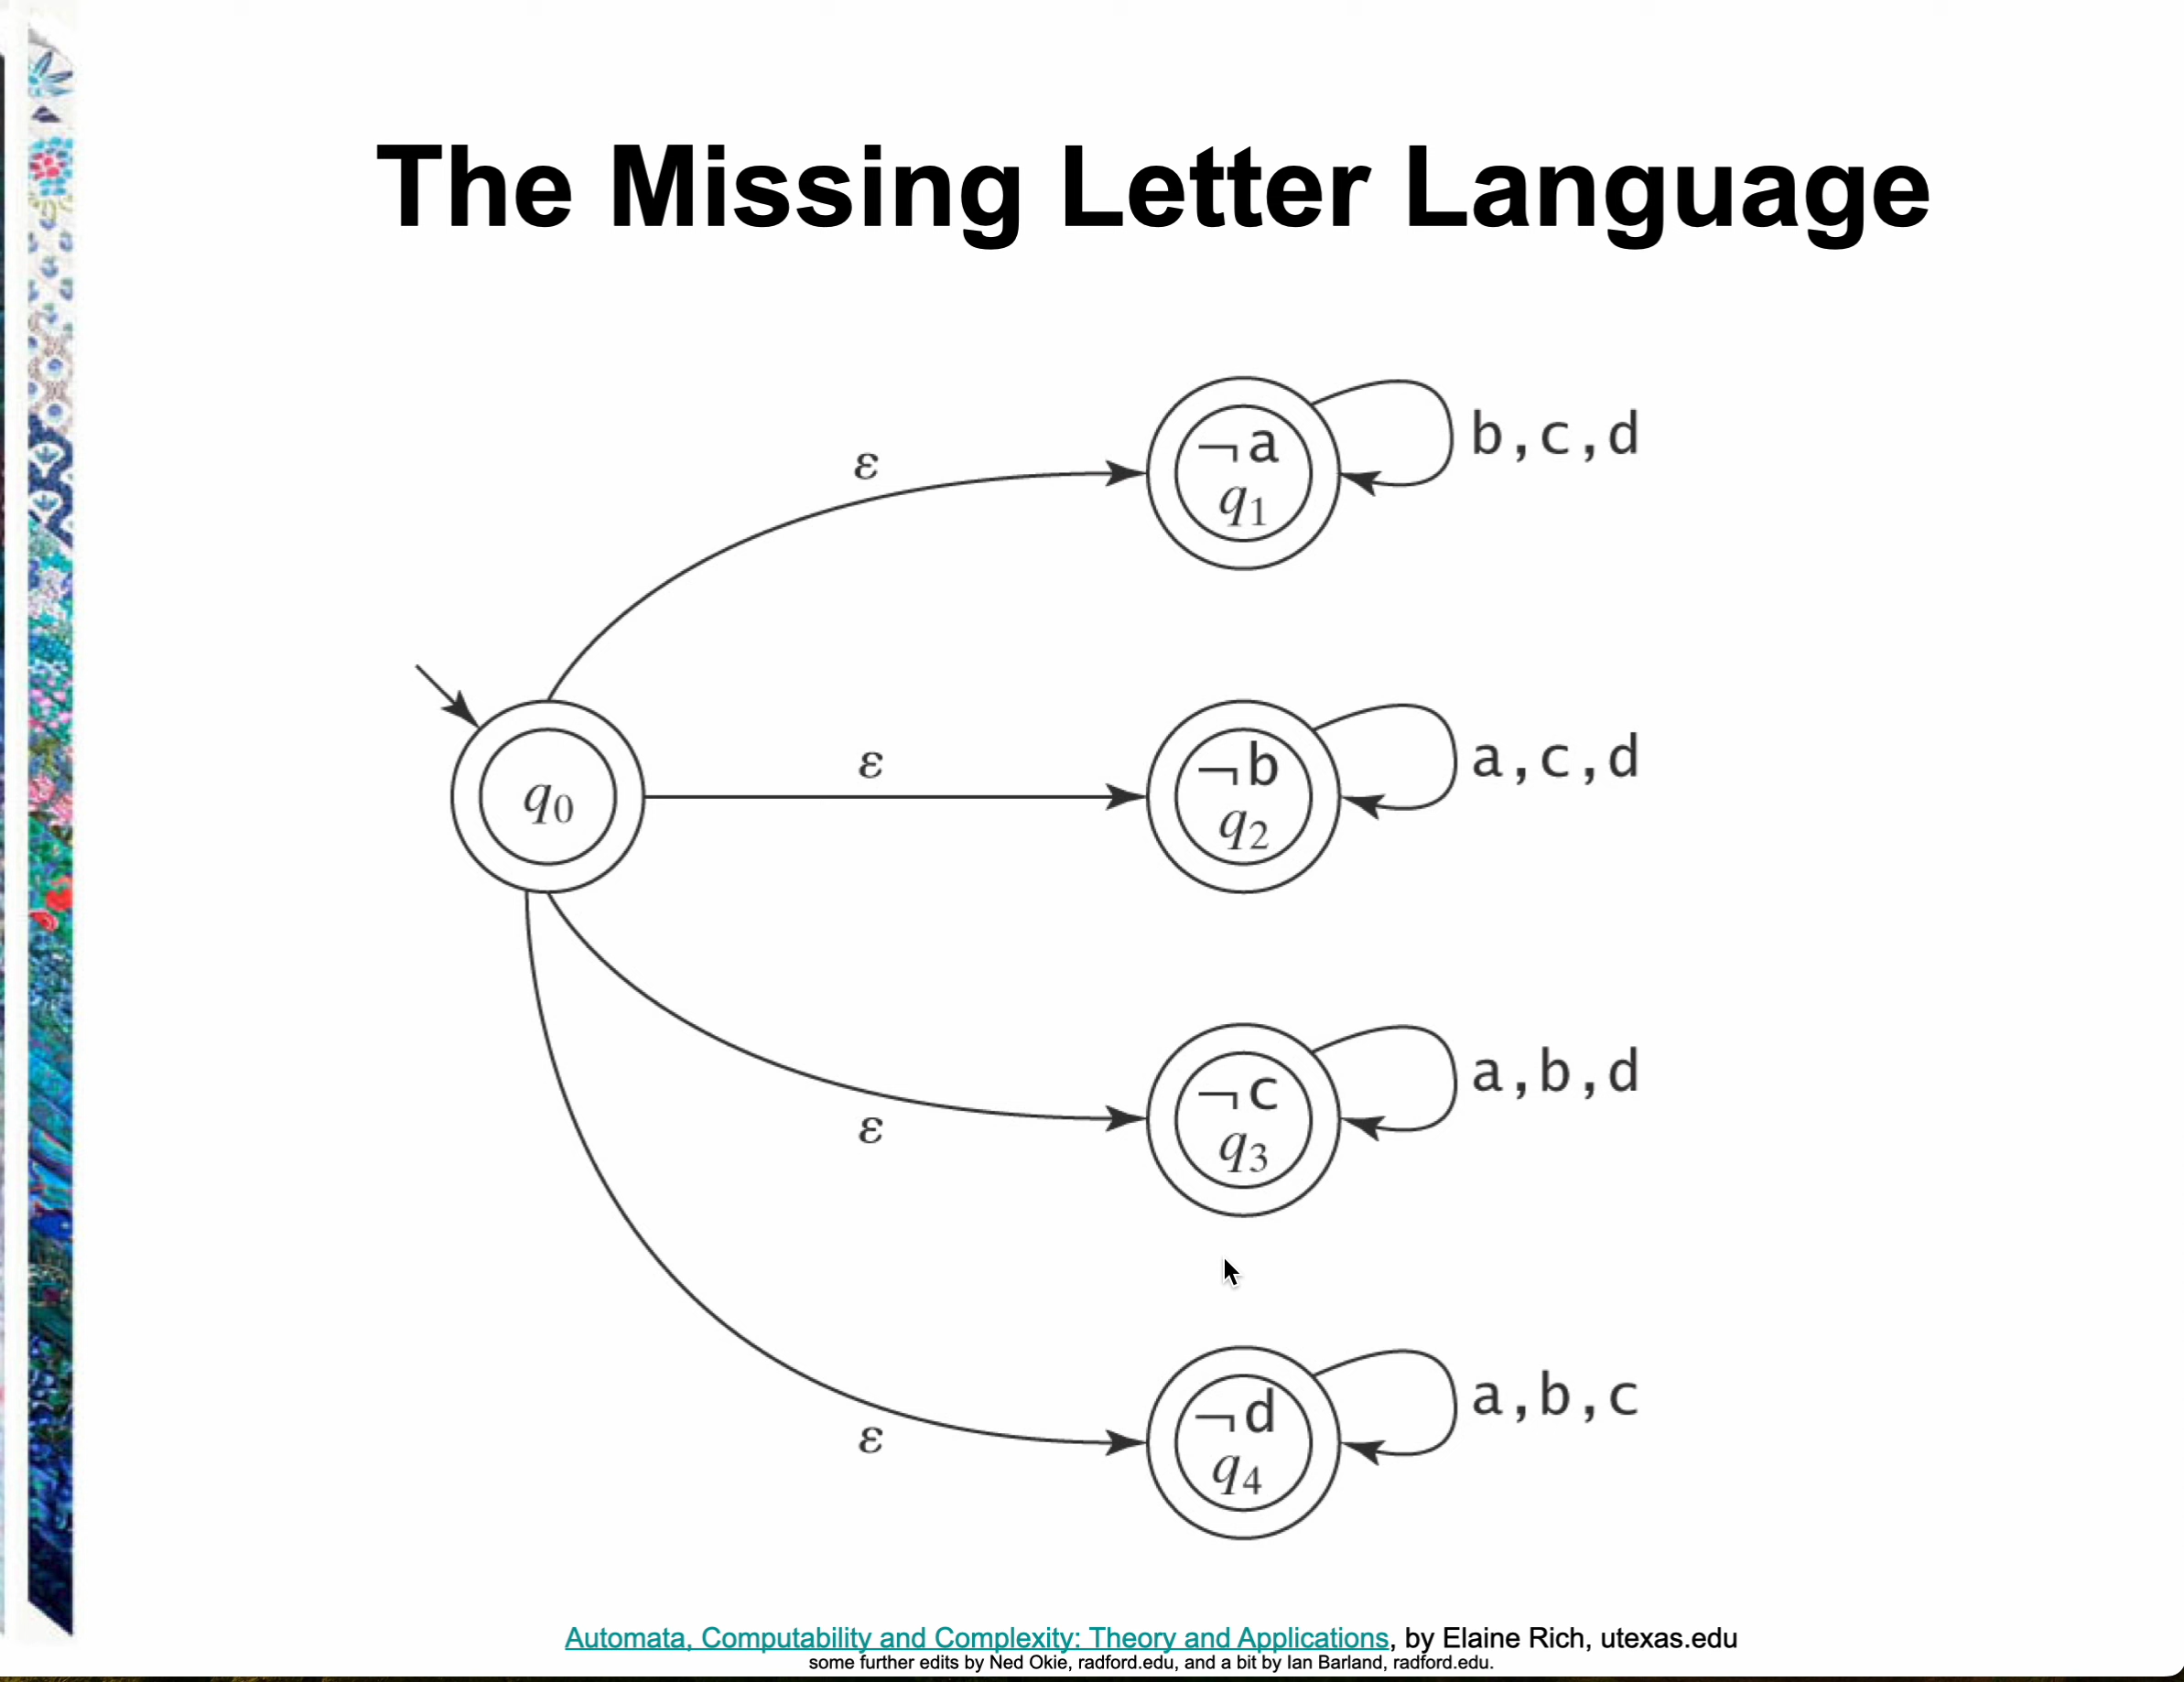 The Missing Letter Language
ε
¬a
q1
b,c,d
q0
ε
¬b
q2
a,c,d
ε
¬c
q3
a,b,d
ε
¬d
q4
a,b,c
Automata, Computability and Complexity: Theory and Applications, by Elaine Rich, utexas.edu
some further edits by Ned Okie, radford.edu, and a bit by Ian Barland, radford.edu.